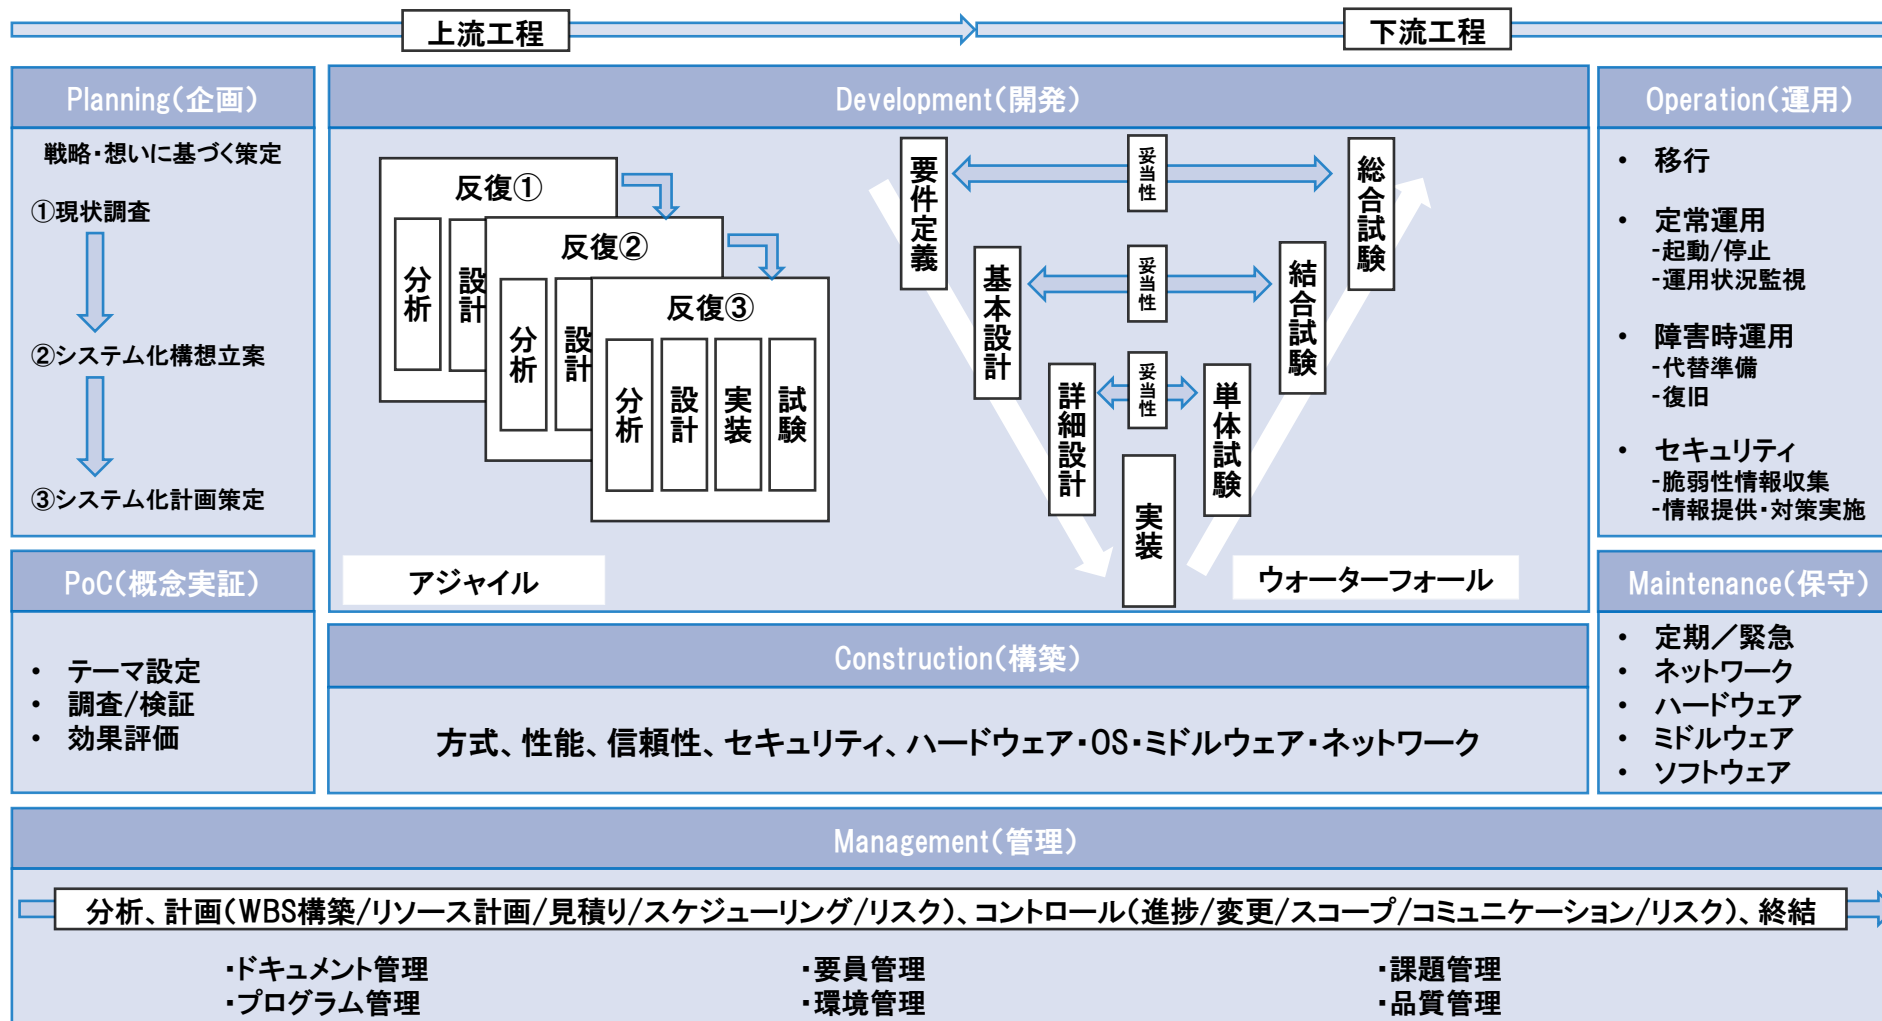 上流工程
下流工程
Planning(企画)
戦略・想いに基づく策定
①現状調査
②システム化構想立案
③システム化計画策定
PoC(概念実証)
・ テーマ設定
・ 調査/検証
・ 効果評価
Development(開発)
反復①
分析
設計
反復②
分析
設計
反復③
分析
設計
実装
試験
アジャイル
要件定義
妥当性
総合試験
基本設計
妥当性
結合試験
詳細設計
妥当性
単体試験
実装
ウォーターフォール
Construction(構築)
方式、性能、信頼性、セキュリティ、ハードウェア・OS・ミドルウェア・ネットワーク
Operation(運用)
・ 移行
・ 定常運用
-起動/停止
-運用状況監視
・ 障害時運用
-代替準備
-復旧
・ セキュリティ
-脆弱性情報収集
-情報提供・対策実施
Maintenance(保守)
・ 定期／緊急
・ ネットワーク
・ ハードウェア
・ ミドルウェア
・ ソフトウェア
Management(管理)
分析、計画(WBS構築/リソース計画/見積り/スケジューリング/リスク)、コントロール(進捗/変更/スコープ/コミュニケーション/リスク)、終結
・ドキュメント管理
・プログラム管理
・要員管理
・環境管理
・課題管理
・品質管理